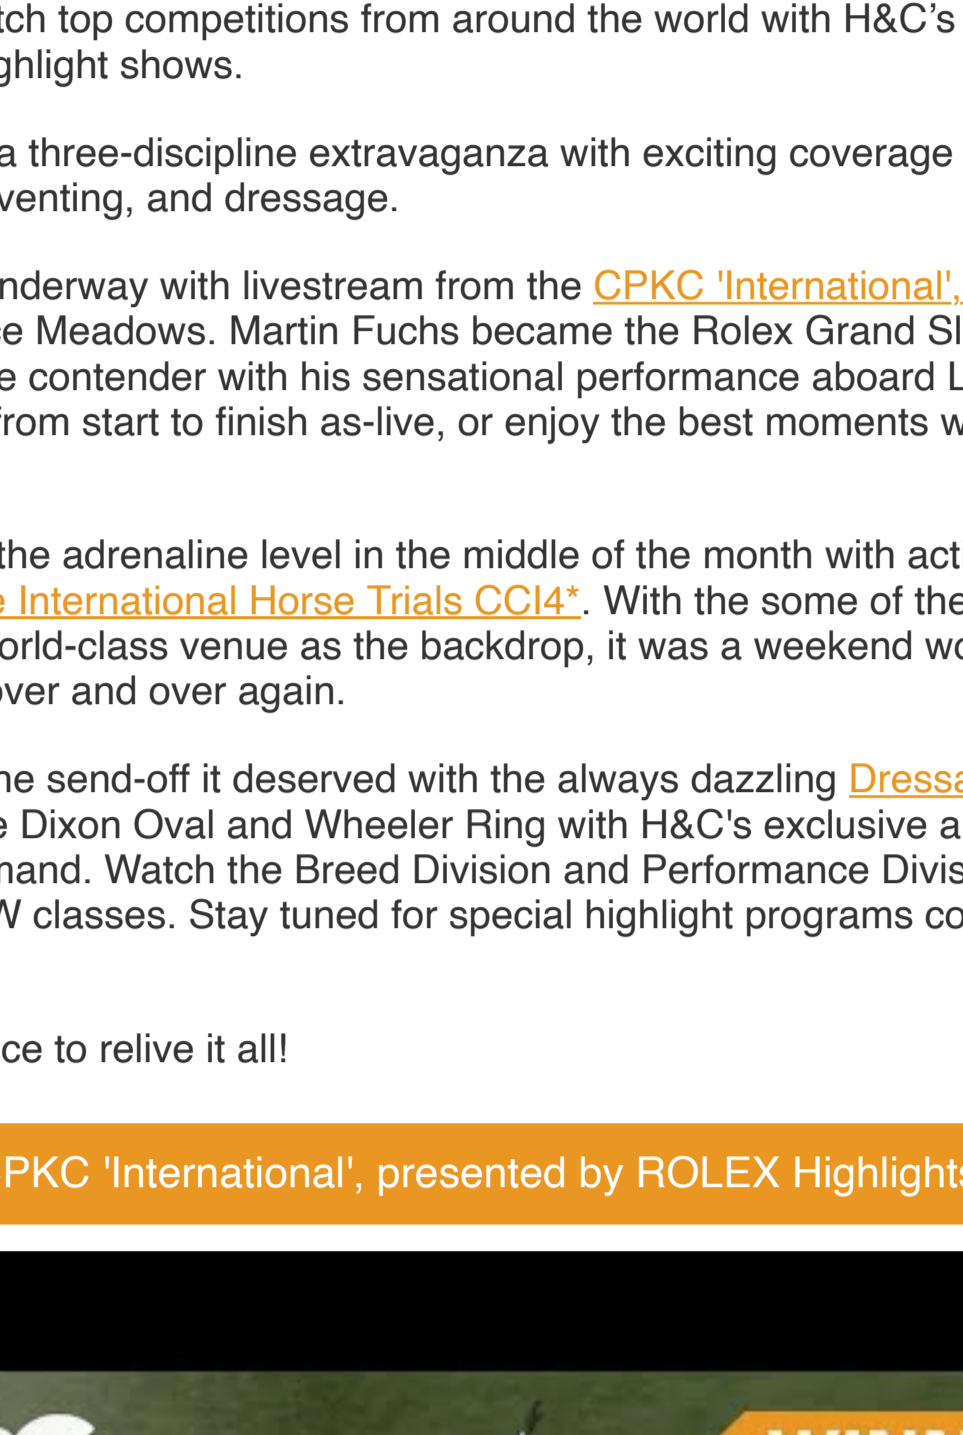 tch top competitions from around the world with H&C’s
ghlight shows.
a three-discipline extravaganza with exciting coverage
venting, and dressage.
nderway with livestream from the CPKC 'International',
e Meadows. Martin Fuchs became the Rolex Grand Sl
e contender with his sensational performance aboard L
from start to finish as-live, or enjoy the best moments w
the adrenaline level in the middle of the month with act
e International Horse Trials CCI4*. With the some of the
orld-class venue as the backdrop, it was a weekend wo
over and over again.
he send-off it deserved with the always dazzling Dressa
e Dixon Oval and Wheeler Ring with H&C's exclusive a
mand. Watch the Breed Division and Performance Divis
W classes. Stay tuned for special highlight programs co
ce to relive it all!
PKC 'International', presented by ROLEX Highlights